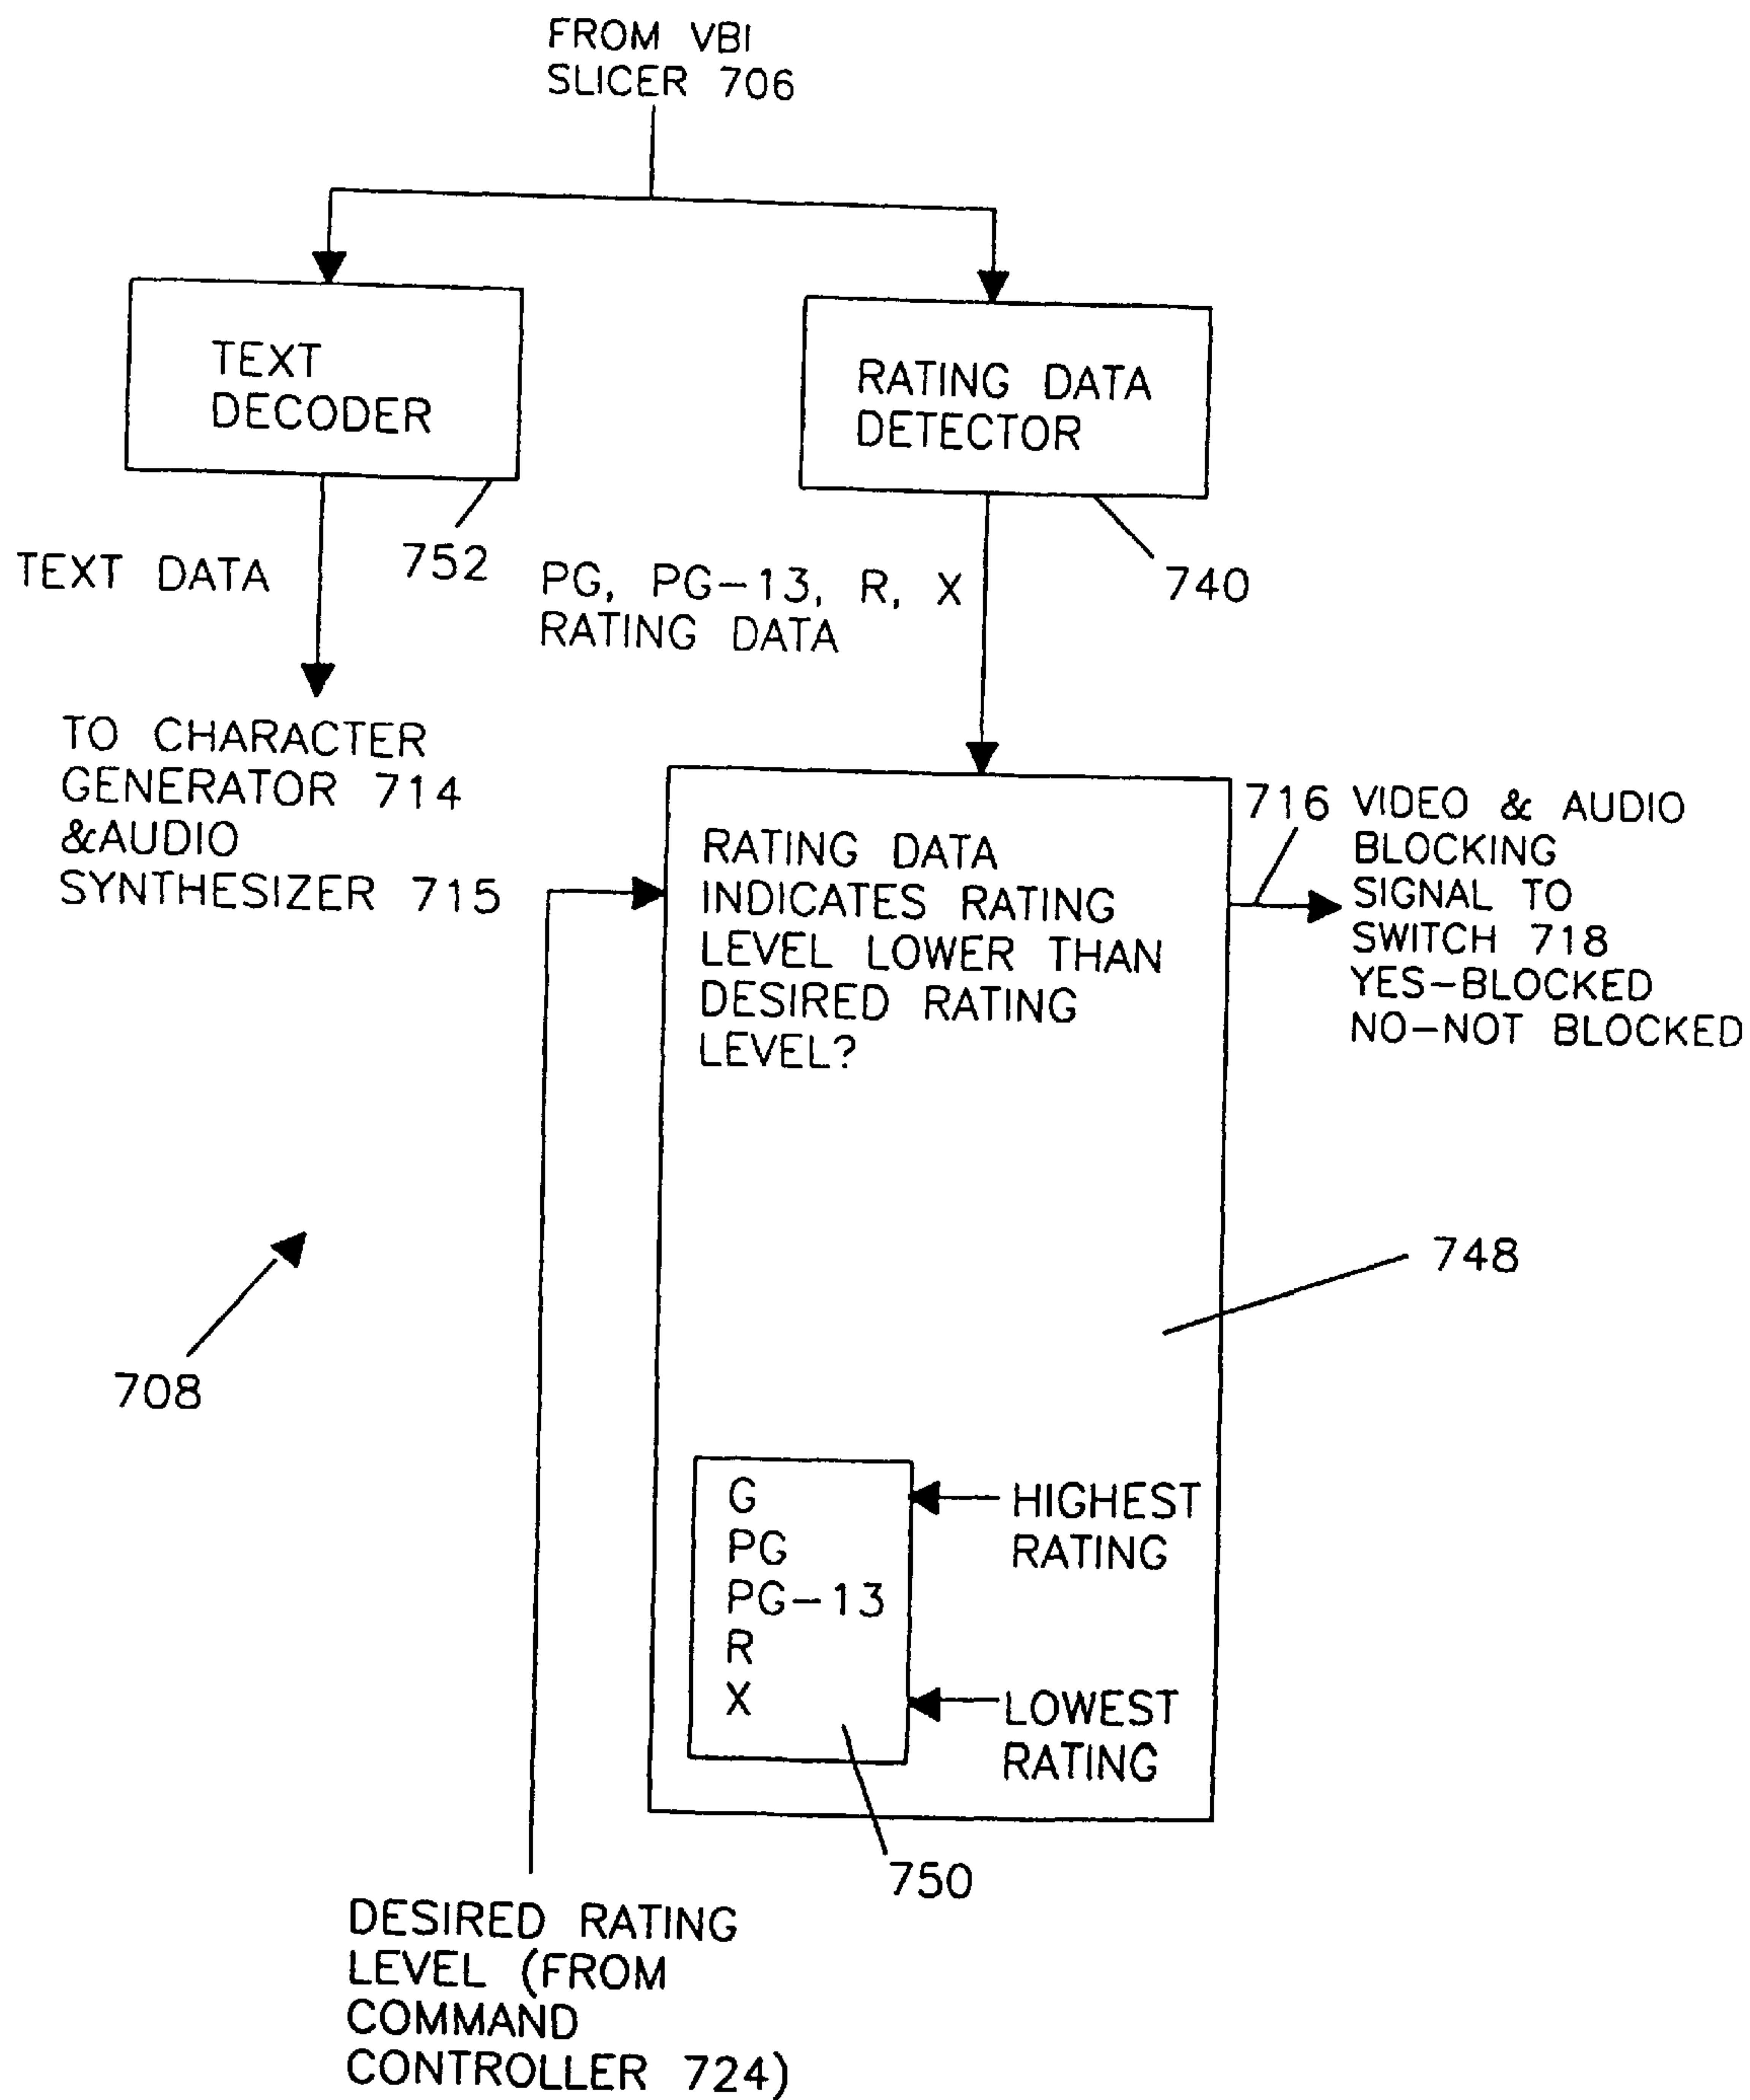 FROM VBI
SLICER 706
TEXT
DECODER
RATING DATA
DETECTOR
752
740
TEXT DATA
PG, PG-13, R, X
RATING DATA
TO CHARACTER
GENERATOR 714
&AUDIO
SYNTHESIZER 715
RATING DATA
INDICATES RATING
LEVEL LOWER THAN
DESIRED RATING
LEVEL?
716
VIDEO & AUDIO
BLOCKING
SIGNAL TO
SWITCH 718
YES-BLOCKED
NO-NOT BLOCKED
748
708
G
PG
PG-13
R
X
HIGHEST
RATING
LOWEST
RATING
750
DESIRED RATING
LEVEL (FROM
COMMAND
CONTROLLER 724)